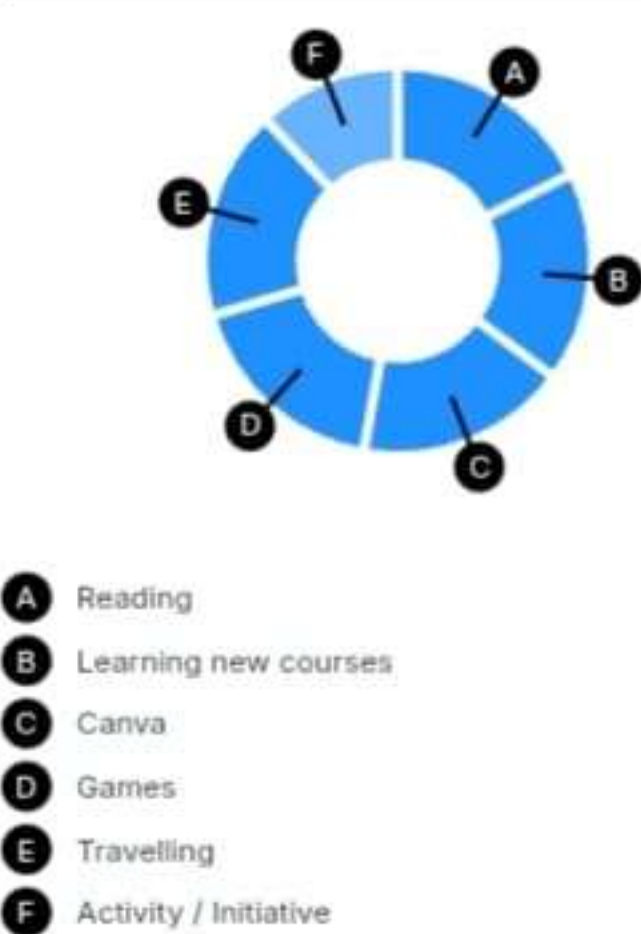 F
A
E
B
D
C
A Reading
B Learning new courses
C Canva
D Games
E Travelling
F Activity / Initiative